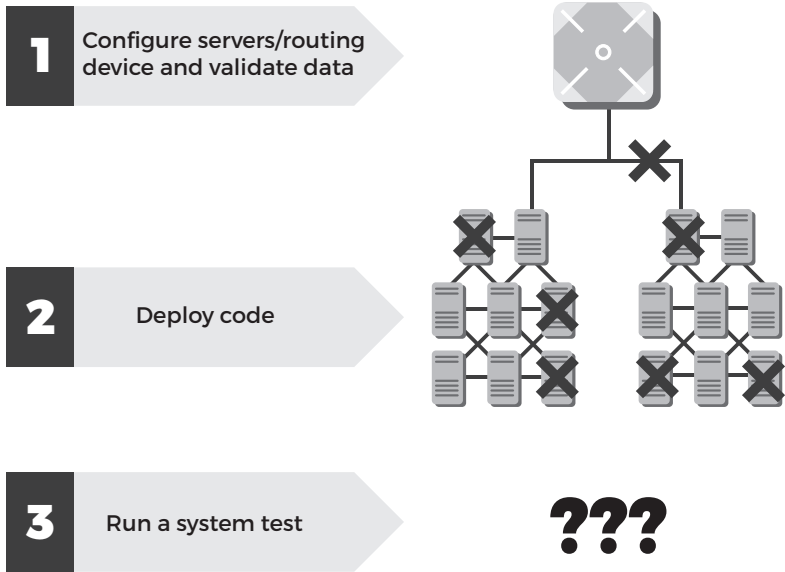 1
Configure servers/routing
device and validate data
2
Deploy code
3
Run a system test
???